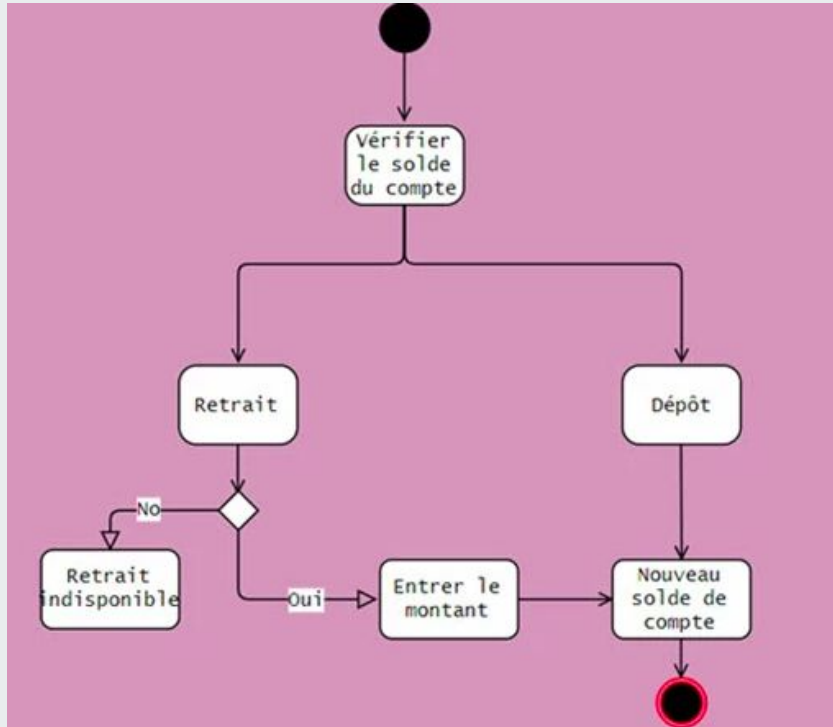 Vérifier
le solde
du compte
Retrait
Dépôt
No
Retrait
indisponible
Oui
Entrer le
montant
Nouveau
solde de
compte